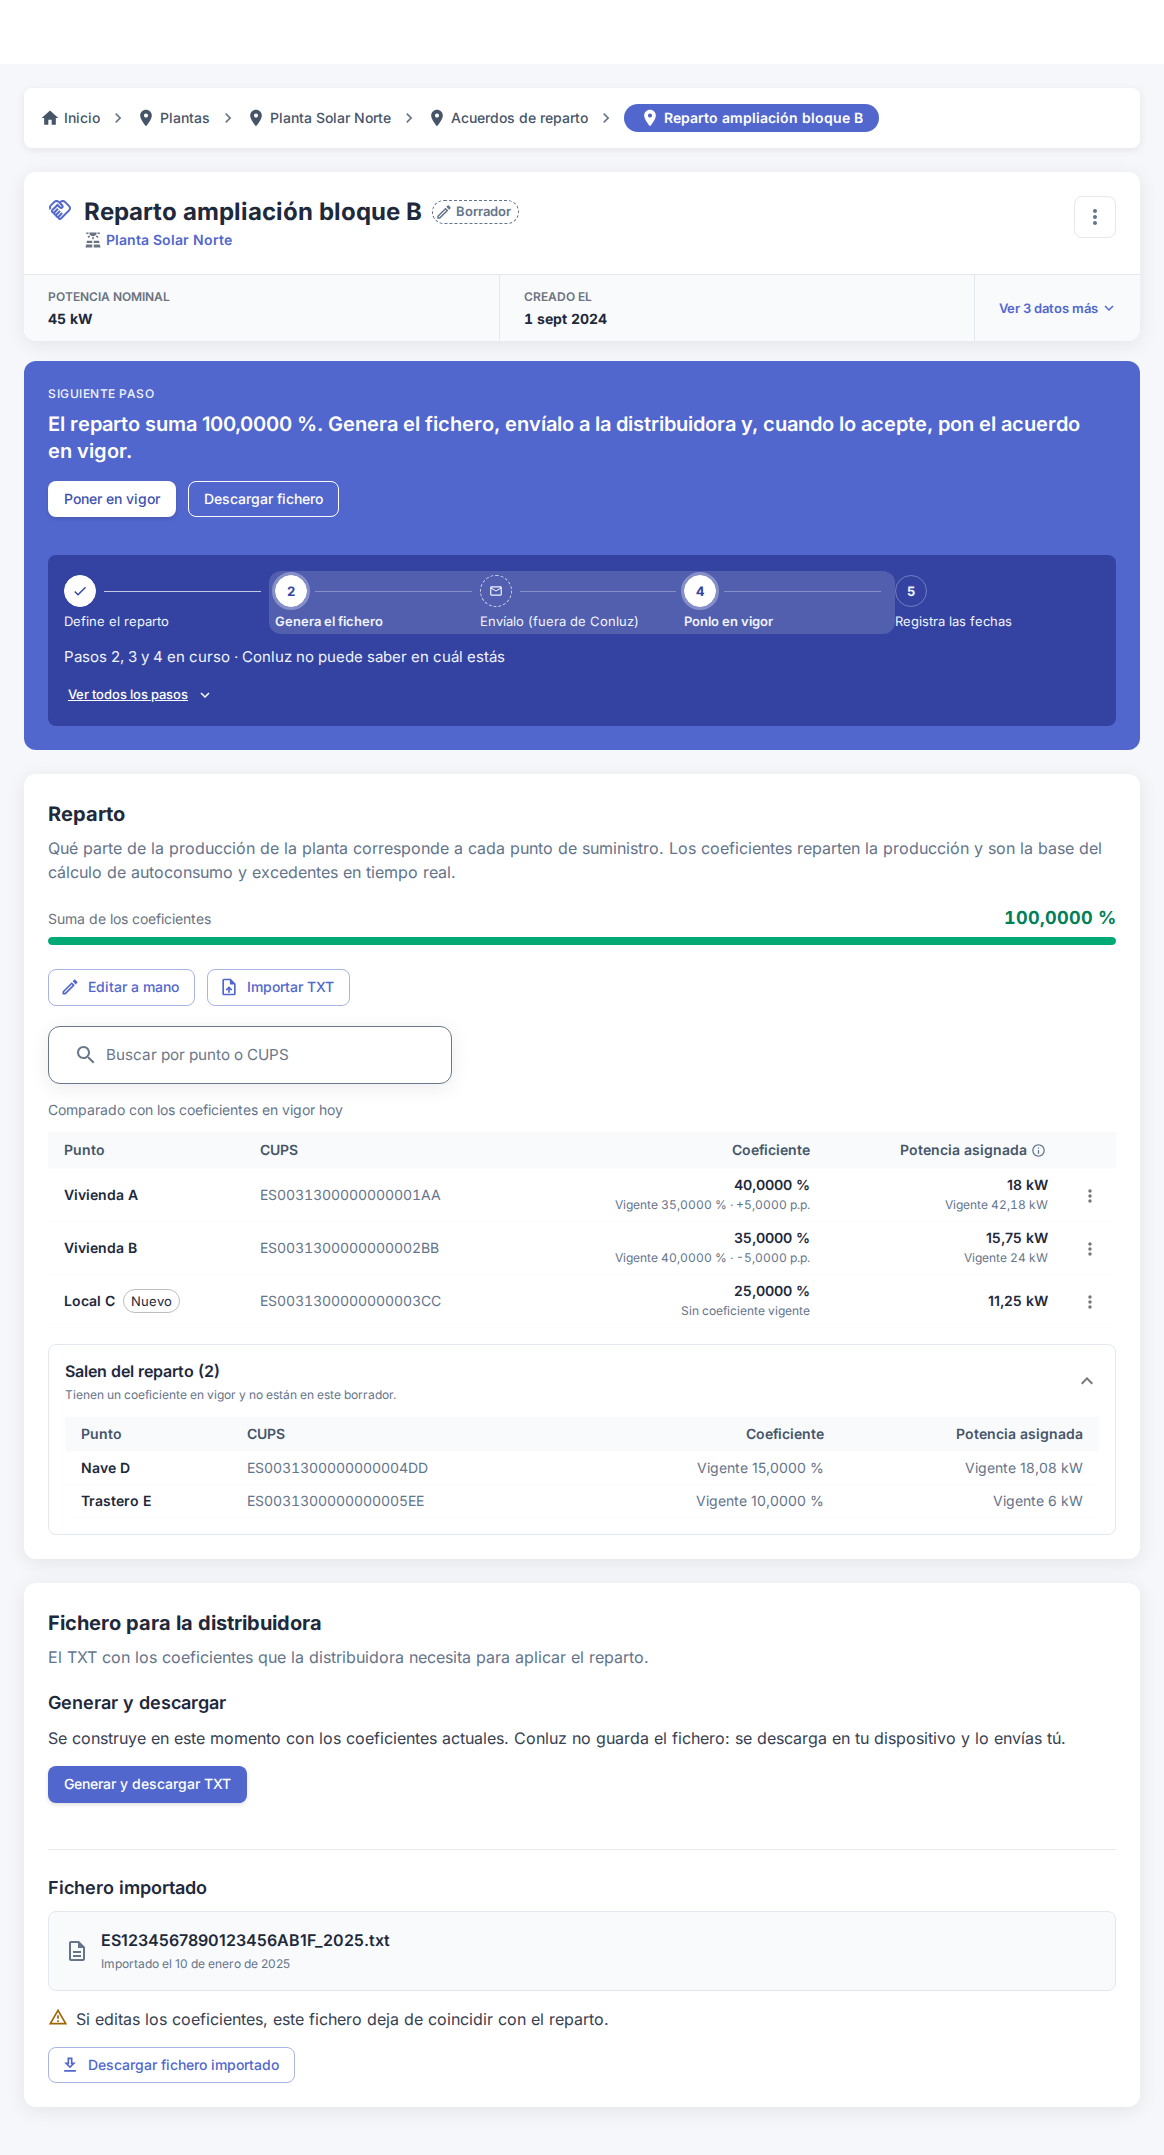 Inicio > Plantas > Planta Solar Norte > Acuerdos de reparto > Reparto ampliación bloque B
Reparto ampliación bloque B Borrador
Planta Solar Norte
POTENCIA NOMINAL
45 kW
CREADO EL
1 sept 2024
Ver 3 datos más
SIGUIENTE PASO
El reparto suma 100,0000 %. Genera el fichero, envíalo a la distribuidora y, cuando lo acepte, pon el acuerdo
en vigor.
Poner en vigor
Descargar fichero
2
4
5
Define el reparto
Genera el fichero
Envíalo (fuera de Conluz)
Ponlo en vigor
Registra las fechas
Pasos 2, 3 y 4 en curso · Conluz no puede saber en cuál estás
Ver todos los pasos
Reparto
Qué parte de la producción de la planta corresponde a cada punto de suministro. Los coeficientes reparten la producción y son la base del
cálculo de autoconsumo y excedentes en tiempo real.
Suma de los coeficientes 100,0000 %
Editar a mano
Importar TXT
Buscar por punto o CUPS
Comparado con los coeficientes en vigor hoy
Punto CUPS Coeficiente Potencia asignada
Vivienda A ES0031300000000001AA 40,0000 % 18 kW
Vigente 35,0000 % · +5,0000 p.p. Vigente 42,18 kW
Vivienda B ES0031300000000002BB 35,0000 % 15,75 kW
Vigente 40,0000 % · -5,0000 p.p. Vigente 24 kW
Local C Nuevo ES0031300000000003CC 25,0000 % 11,25 kW
Sin coeficiente vigente
Salen del reparto (2)
Tienen un coeficiente en vigor y no están en este borrador.
Punto CUPS Coeficiente Potencia asignada
Nave D ES0031300000000004DD Vigente 15,0000 % Vigente 18,08 kW
Trastero E ES0031300000000005EE Vigente 10,0000 % Vigente 6 kW
Fichero para la distribuidora
El TXT con los coeficientes que la distribuidora necesita para aplicar el reparto.
Generar y descargar
Se construye en este momento con los coeficientes actuales. Conluz no guarda el fichero: se descarga en tu dispositivo y lo envías tú.
Generar y descargar TXT
Fichero importado
ES1234567890123456AB1F_2025.txt
Importado el 10 de enero de 2025
Si editas los coeficientes, este fichero deja de coincidir con el reparto.
Descargar fichero importado